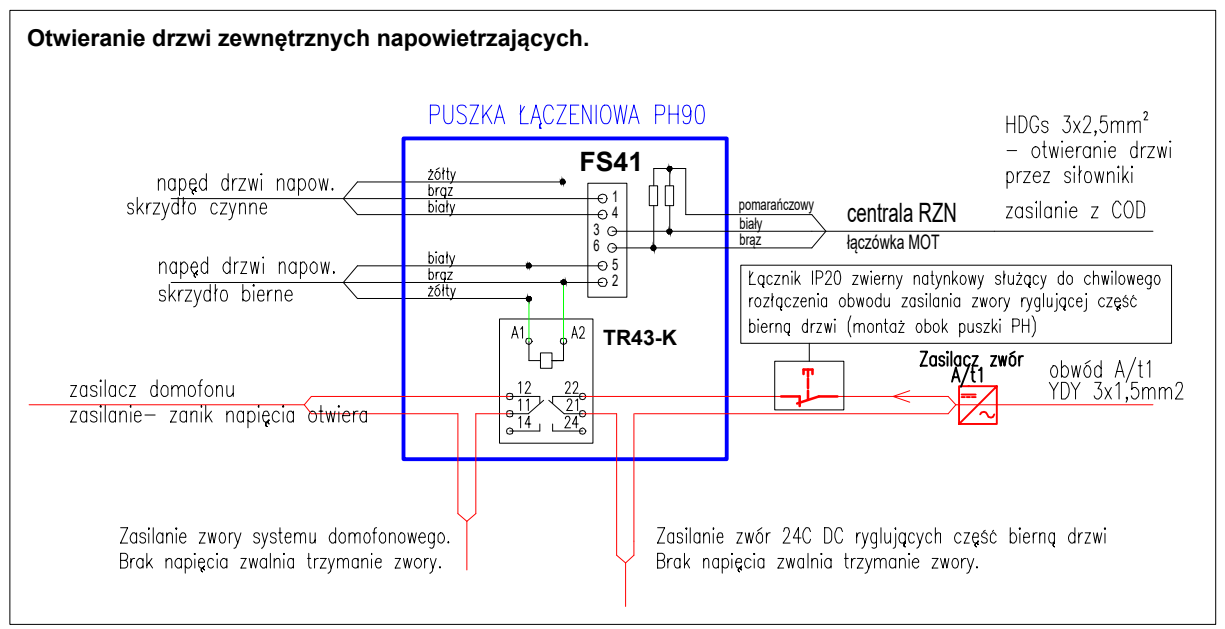 Otwieranie drzwi zewnętrznych napowietrzających.
PUSZKA ŁĄCZENIOWA PH90
HDGs 3x2,5mm²
– otwieranie drzwi
przez siłowniki
zasilanie z COD
FS41
napęd drzwi napow.
skrzydło czynne
żółty
brąz
biały
1
4
3
6
5
2
pomarańczowy
biały
brąz
centrala RZN
łączówka MOT
napęd drzwi napow.
skrzydło bierne
biały
brąz
żółty
Łącznik IP20 zwierny natynkowy służący do chwilowego
rozłączenia obwodu zasilania zwory ryglującej część
bierną drzwi (montaż obok puszki PH)
A1
A2
TR43-K
Zasilacz zwór
A/t1
obwód A/t1
YDY 3x1,5mm2
zasilacz domofonu
zasilanie– zanik napięcia otwiera
12
11
14
22
21
24
Zasilanie zwory systemu domofonowego.
Brak napięcia zwalnia trzymanie zwory.
Zasilanie zwór 24C DC ryglujących część bierną drzwi
Brak napięcia zwalnia trzymanie zwory.